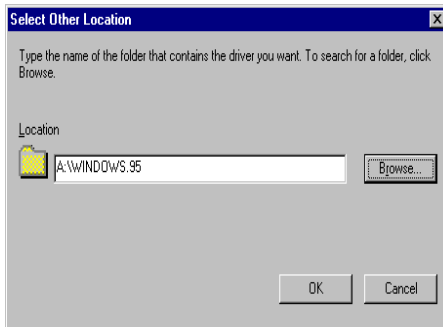 Select Other Location
Type the name of the folder that contains the driver you want. To search for a folder, click
Browse.
Location
A:\WINDOWS.95
Browse...
OK
Cancel